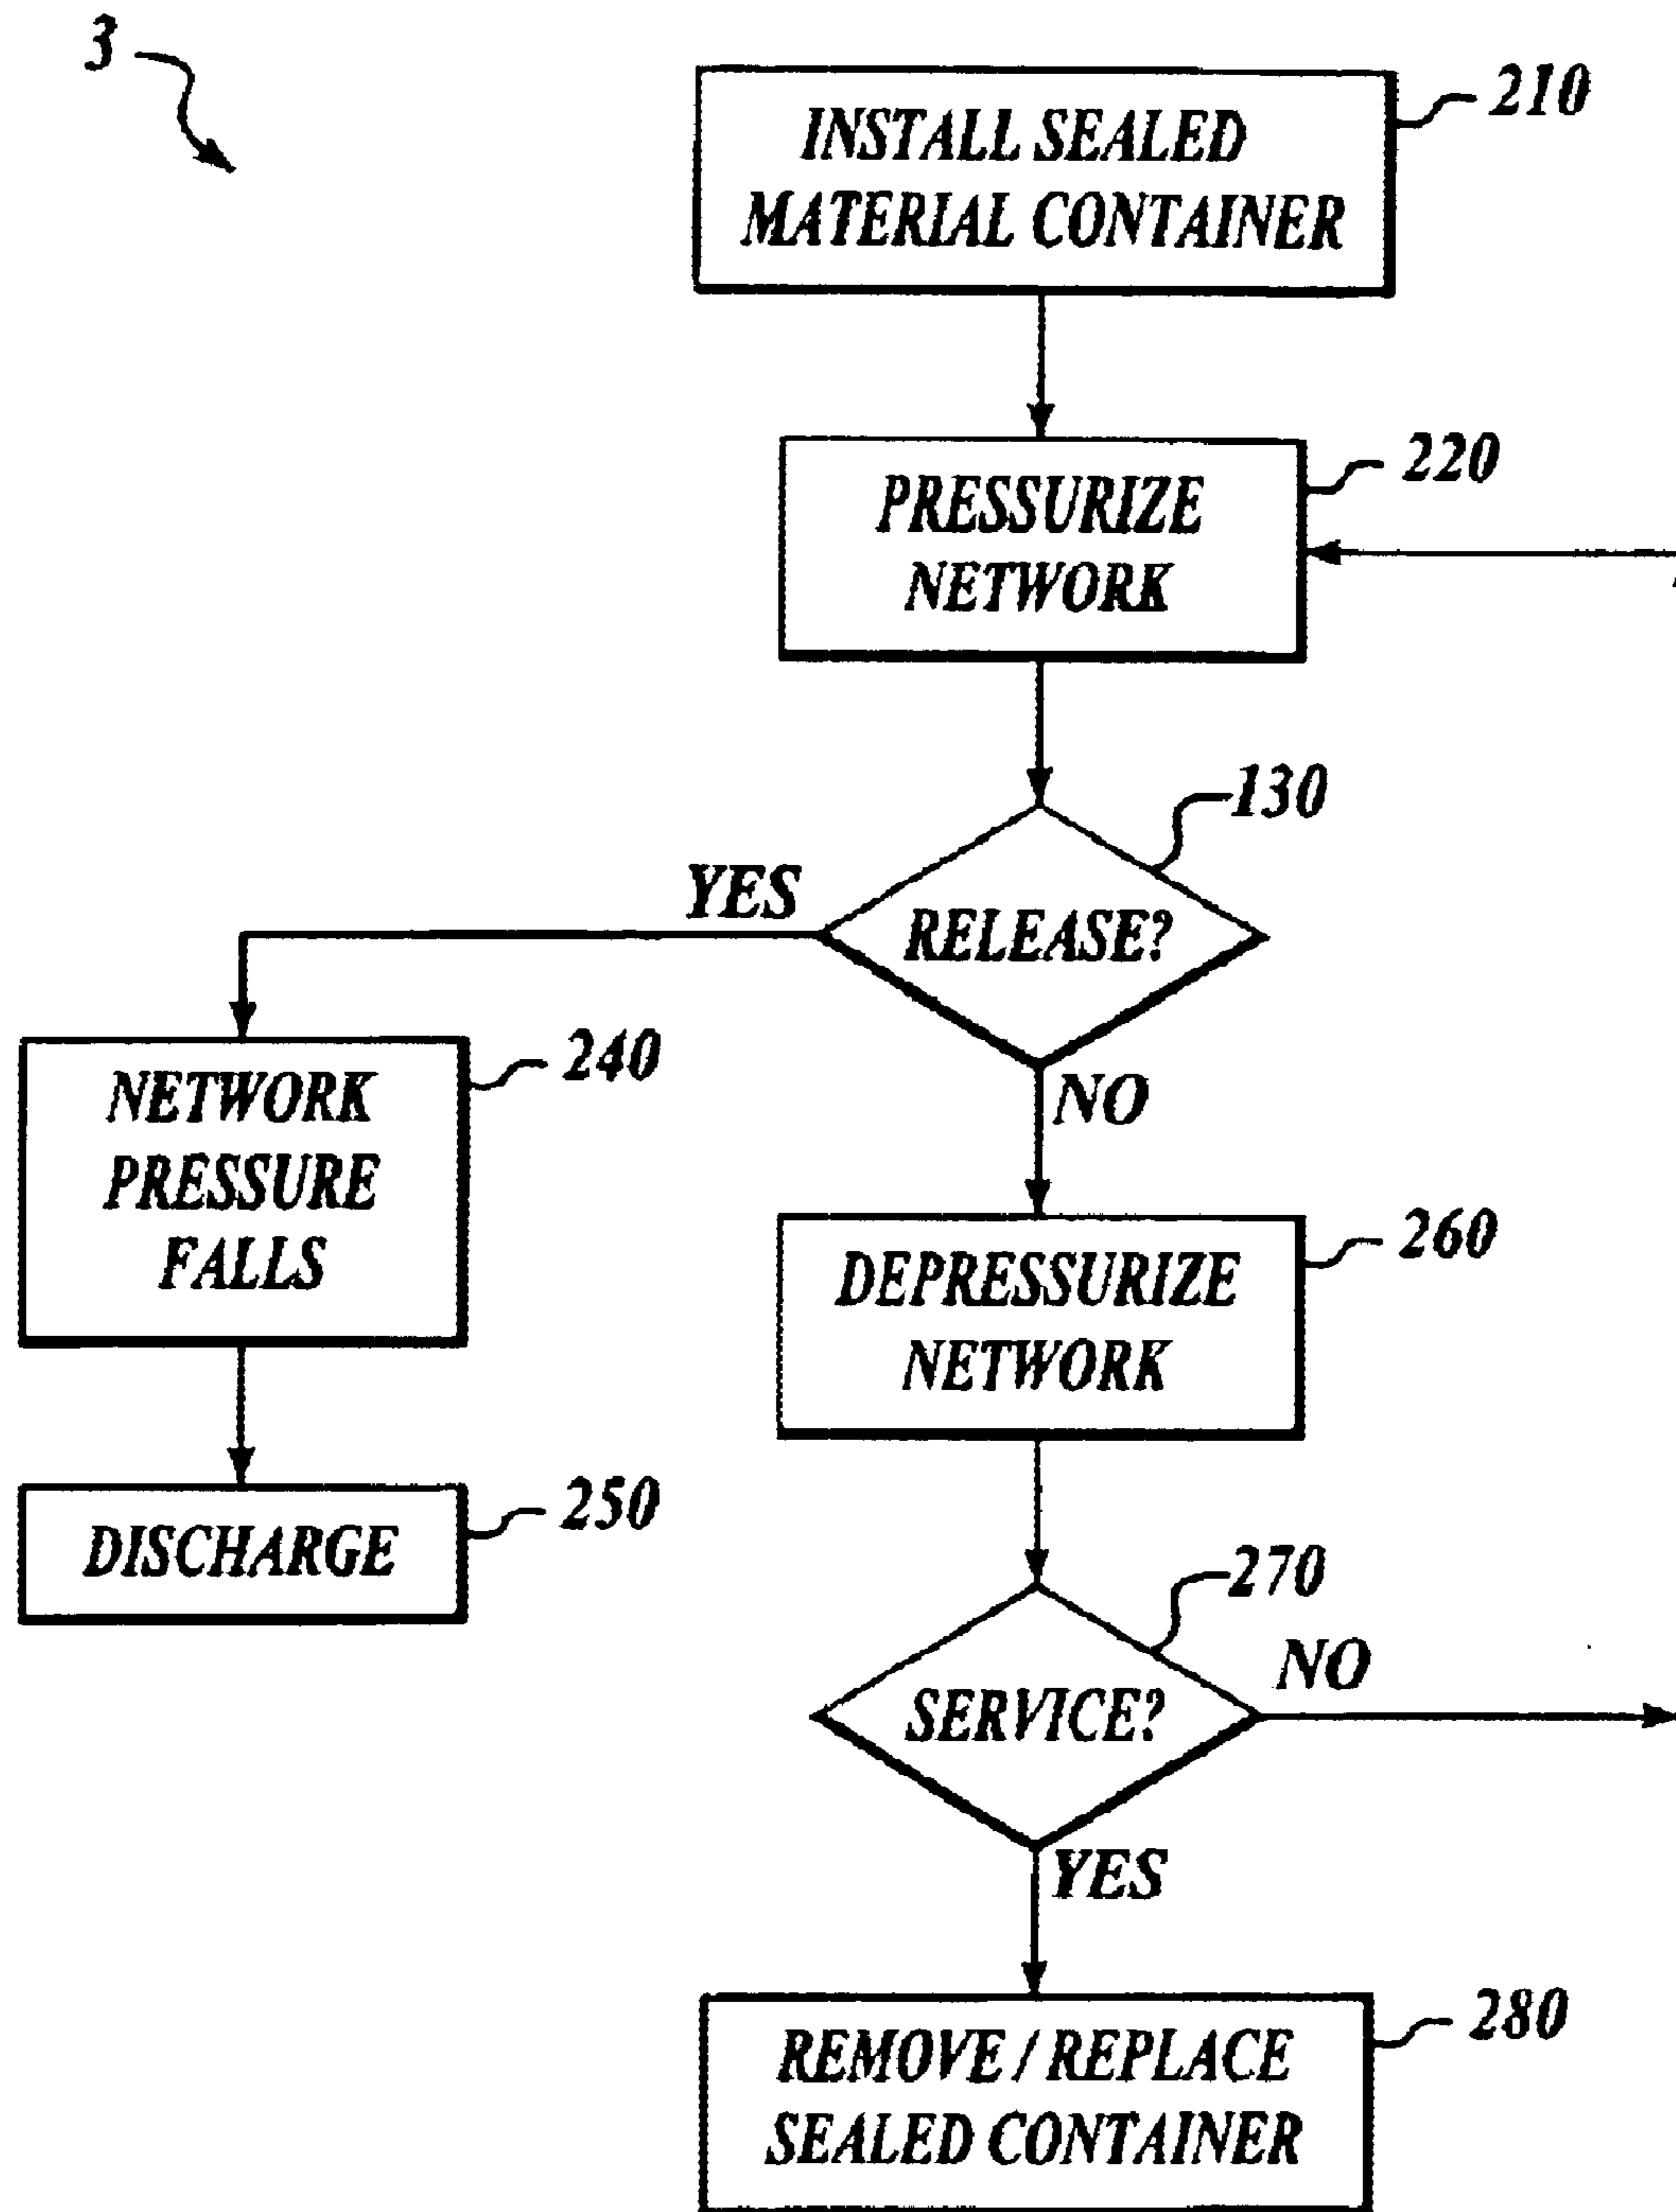 3
INSTALL SEALED
MATERIAL CONTAINER
210
PRESSURIZE
NETWORK
220
130
YES
RELEASE?
NO
NETWORK
PRESSURE
FALLS
240
DEPRESSURIZE
NETWORK
260
DISCHARGE
250
270
SERVICE?
NO
YES
REMOVE / REPLACE
SEALED CONTAINER
280